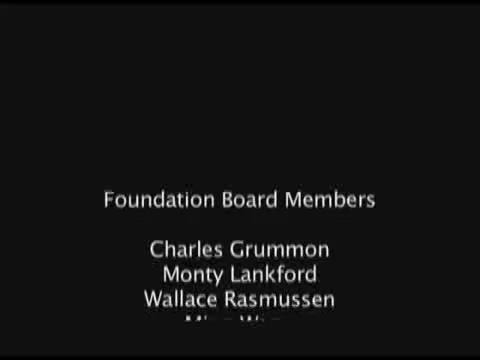 Foundation Board Members
Charles Grummon
Monty Lankford
Wallace Rasmussen